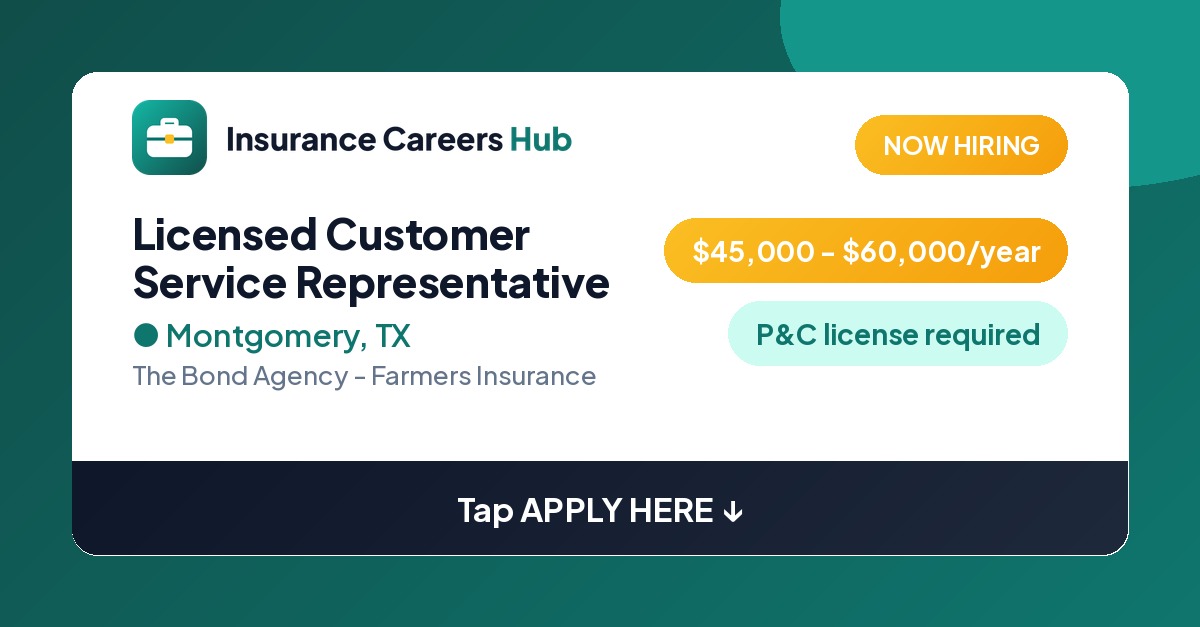 Insurance Careers Hub
NOW HIRING
Licensed Customer
Service Representative
Montgomery, TX
The Bond Agency – Farmers Insurance
$45,000 – $60,000/year
P&C license required
Tap APPLY HERE ↓